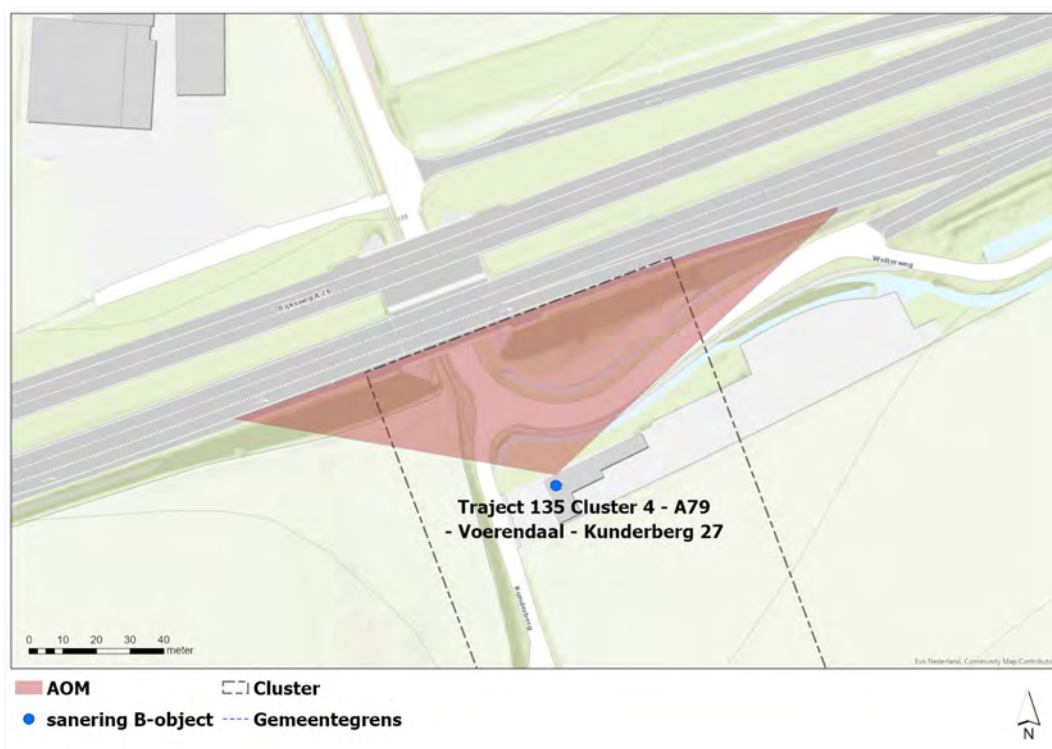 Rijksweg A79
Welterweg
Traject 135 Cluster 4 - A79
- Voerendaal - Kunderberg 27
Kunderberg
0 10 20 30 40
meter
Esri Nederland, Community Map Contributors
AOM
Cluster
sanering B-object
Gemeentegrens
N